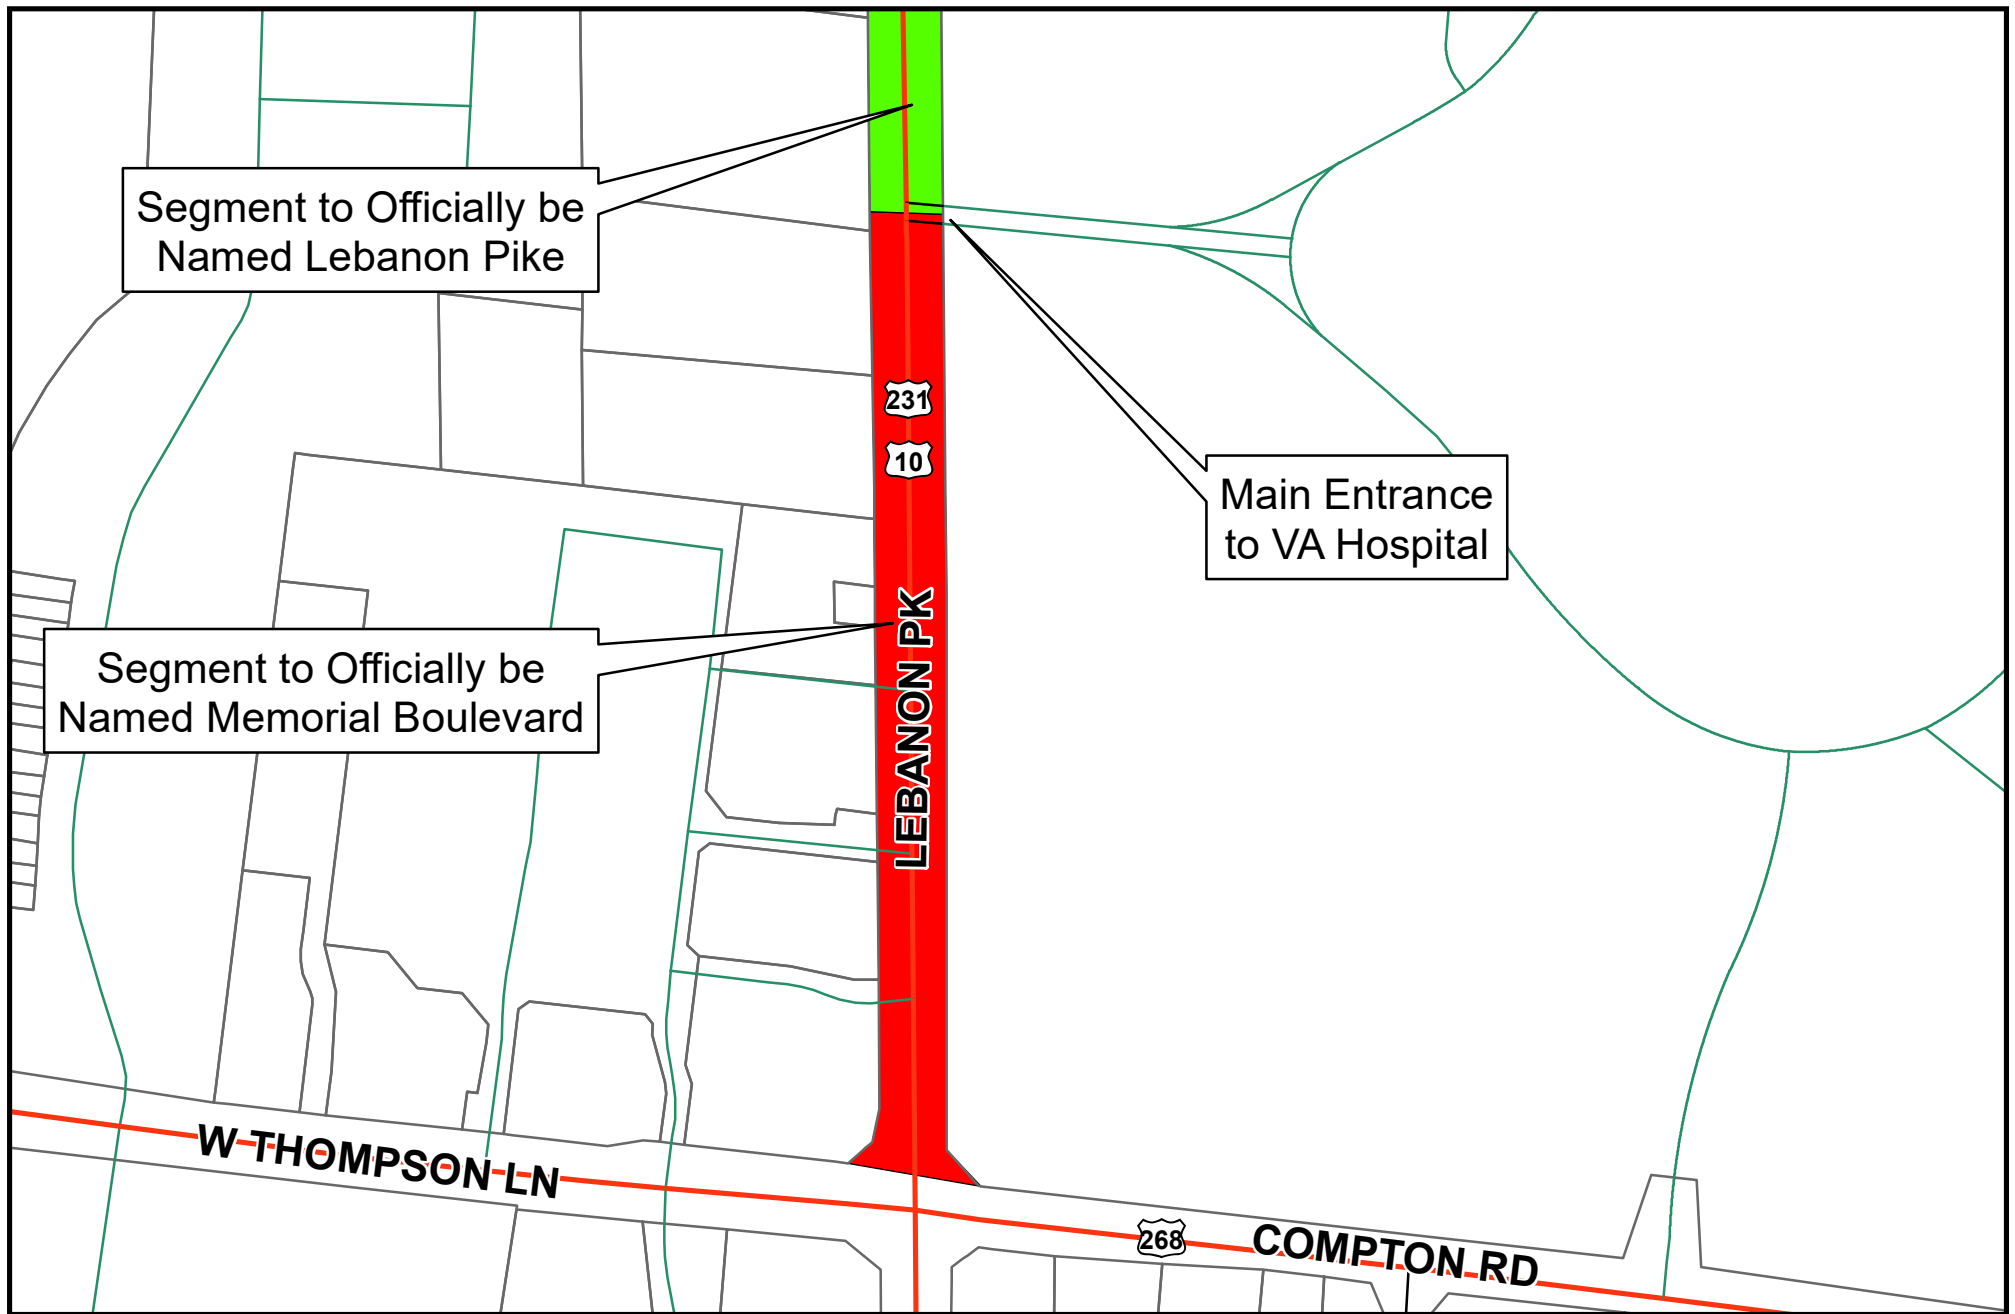 Segment to Officially be
Named Lebanon Pike
231
10
Main Entrance
to VA Hospital
Segment to Officially be
Named Memorial Boulevard
LEBANON PK
W THOMPSON LN
268
COMPTON RD